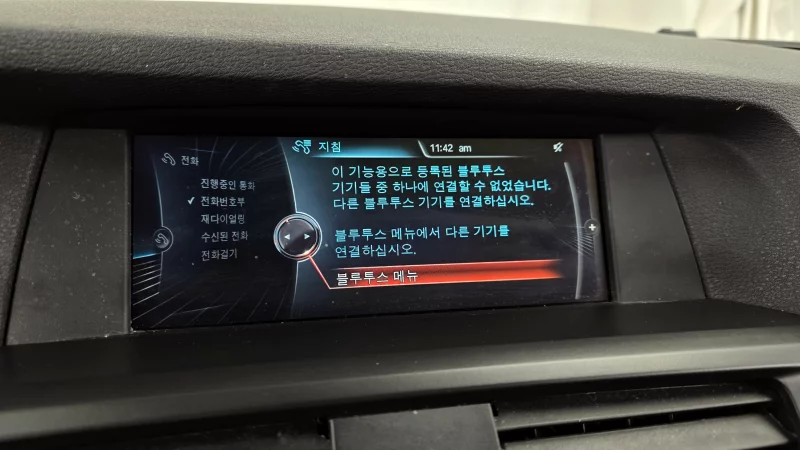 전화
진행중인 통화
전화번호부
재다이얼링
수신된 전화
전화걸기
지침
11:42 am
이 기능용으로 등록된 블루투스
기기들 중 하나에 연결할 수 없었습니다.
다른 블루투스 기기를 연결하십시오.
블루투스 메뉴에서 다른 기기를
연결하십시오.
블루투스 메뉴